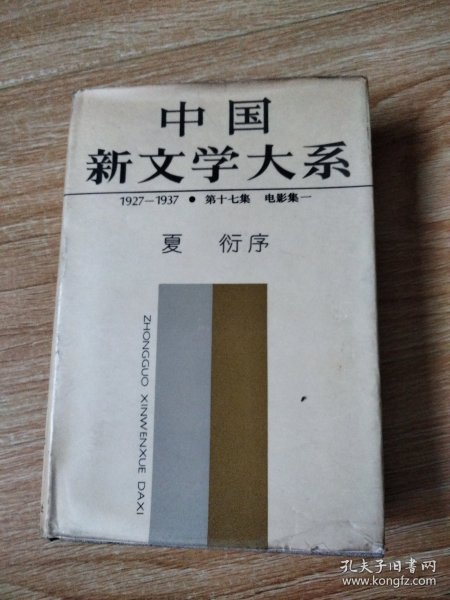 中国
新文学大系
1927—1937 • 第十七集 电影集一
夏 衍序
ZHONGGUO XINWENXUE DAXI
孔夫子旧书网
www.kongfz.com